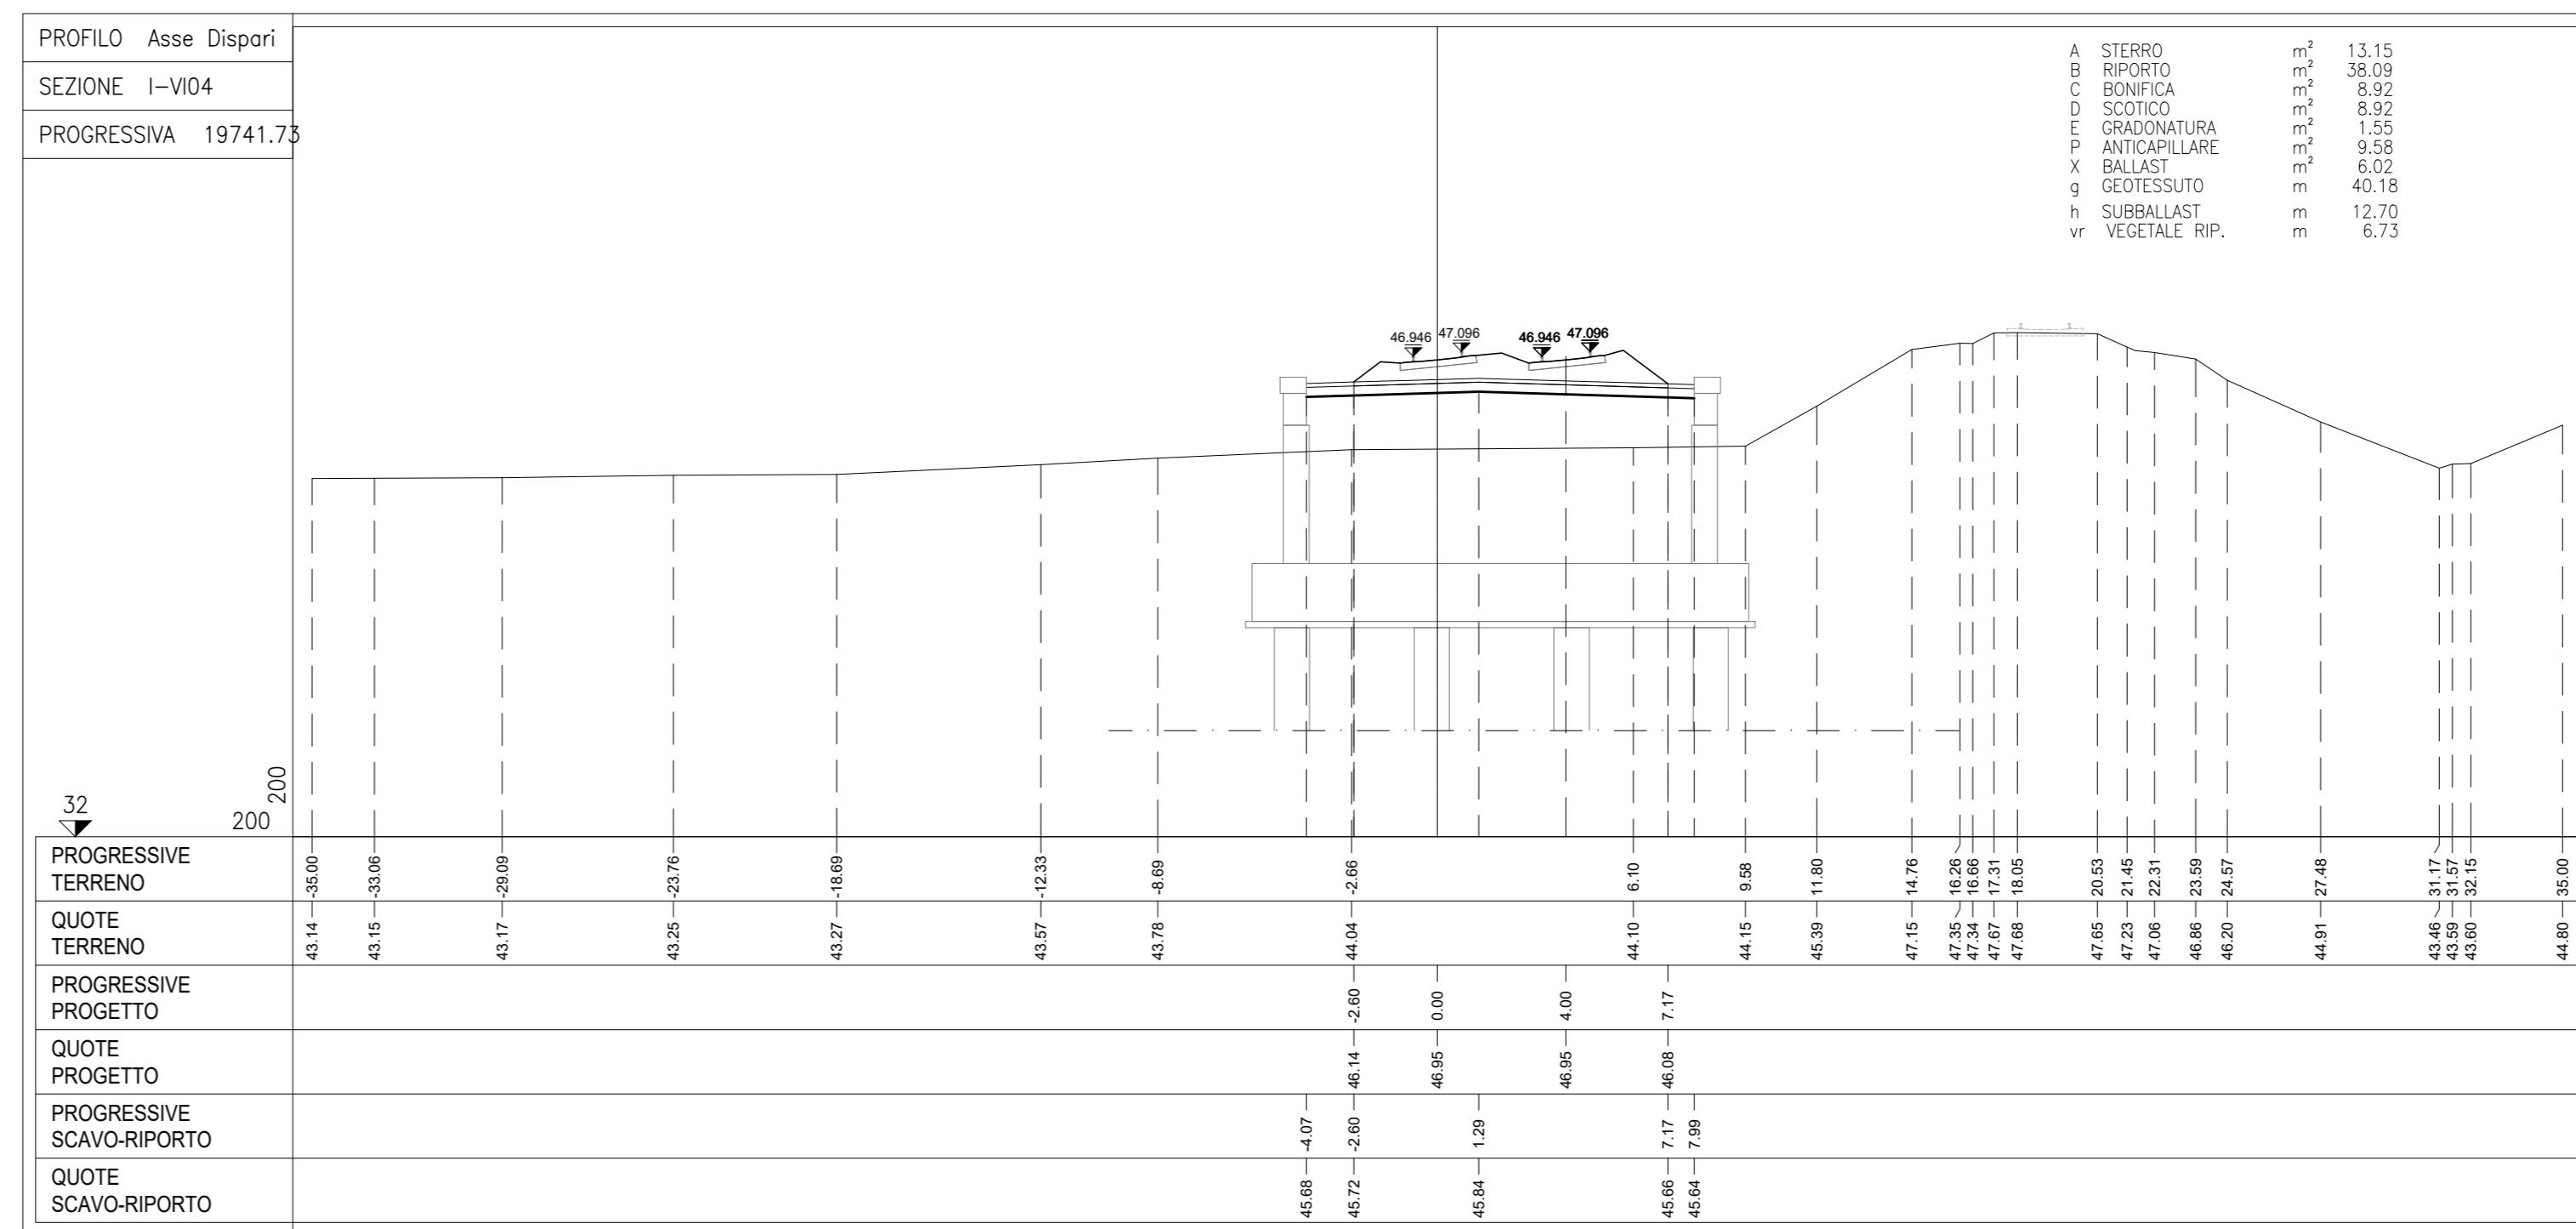 PROFILO Asse Dispari
SEZIONE I-VI04
PROGRESSIVA 19741.73
A STERRO m² 13.15
B RIPORTO m² 38.09
C BONIFICA m² 8.92
D SCOTICO m² 8.92
E GRADONATURA m² 1.55
P ANTICAPILLARE m² 9.58
X BALLAST m² 6.02
g GEOTESSUTO m 40.18
h SUBBALLAST m 12.70
vr VEGETALE RIP. m 6.73
46.946 47.096 46.946 47.096
200
32
200
PROGRESSIVE
TERRENO
-35.00 -33.06 -29.09 -23.76 -18.69 -12.33 -8.69 -2.66 6.10 9.58 11.80 14.76 16.26 16.66 17.31 18.05 20.53 21.45 22.31 23.59 24.57 27.48 31.17 31.57 32.15 35.00
QUOTE
TERRENO
43.14 43.15 43.17 43.25 43.27 43.57 43.78 44.04 44.10 44.15 45.39 47.15 47.35 47.34 47.67 47.68 47.65 47.23 47.06 46.86 46.20 44.91 43.46 43.59 43.60 44.80
PROGRESSIVE
PROGETTO
-2.60 0.00 4.00 7.17
QUOTE
PROGETTO
46.14 46.95 46.95 46.08
PROGRESSIVE
SCAVO-RIPORTO
-4.07 -2.60 1.29 7.17 7.99
QUOTE
SCAVO-RIPORTO
45.68 45.72 45.84 45.66 45.64